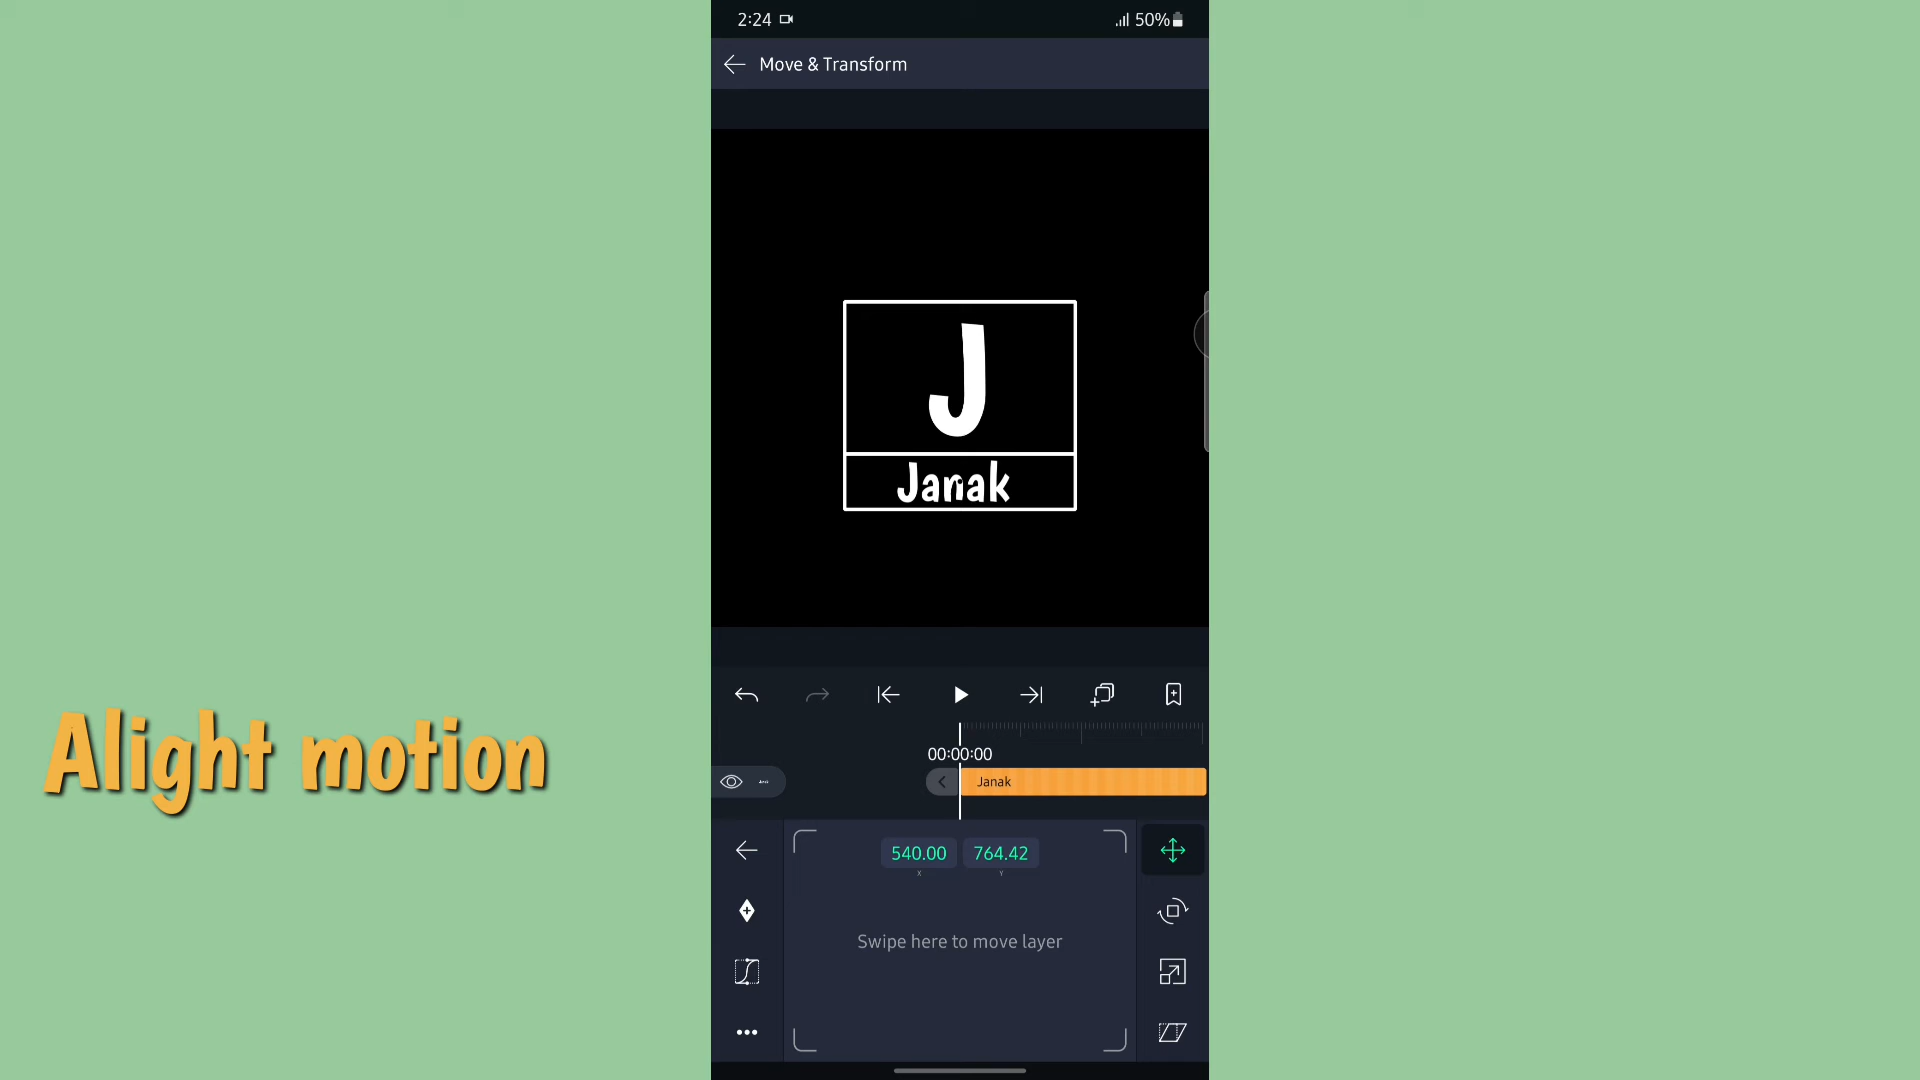 2:24
50%
Move & Transform
J
Janak
00:00:00
Janak
540.00 764.42
X Y
Swipe here to move layer
Alight motion